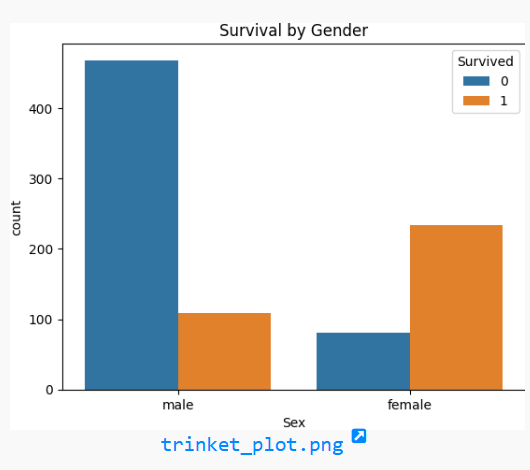 Survival by Gender
Survived
0
1
400
300
200
100
0
count
male female
Sex
trinket_plot.png